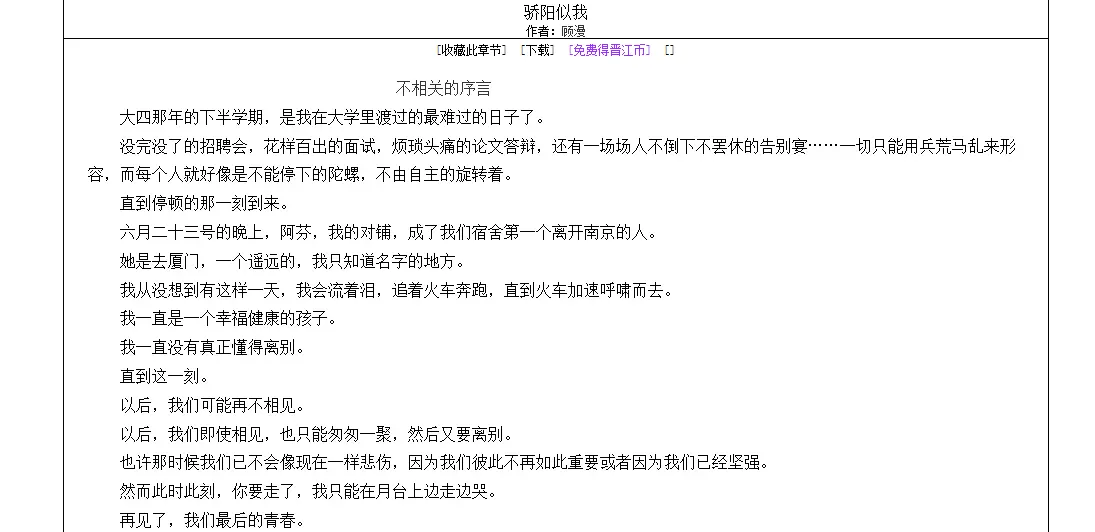 骄阳似我
作者：顾漫
[收藏此章节] [下载] [免费得晋江币] []
不相关的序言
大四那年的下半学期，是我在大学里渡过的最难过的日子了。
没完没了的招聘会，花样百出的面试，烦琐头痛的论文答辩，还有一场场人不倒下不罢休的告别宴……一切只能用兵荒马乱来形
容，而每个人就好像是不能停下的陀螺，不由自主的旋转着。
直到停顿的那一刻到来。
六月二十三号的晚上，阿芬，我的对铺，成了我们宿舍第一个离开南京的人。
她是去厦门，一个遥远的，我只知道名字的地方。
我从没想到有这样一天，我会流着泪，追着火车奔跑，直到火车加速呼啸而去。
我一直是一个幸福健康的孩子。
我一直没有真正懂得离别。
直到这一刻。
以后，我们可能再不相见。
以后，我们即使相见，也只能匆匆一聚，然后又要离别。
也许那时候我们已不会像现在一样悲伤，因为我们彼此不再如此重要或者因为我们已经坚强。
然而此时此刻，你要走了，我只能在月台上边走边哭。
再见了，我们最后的青春。